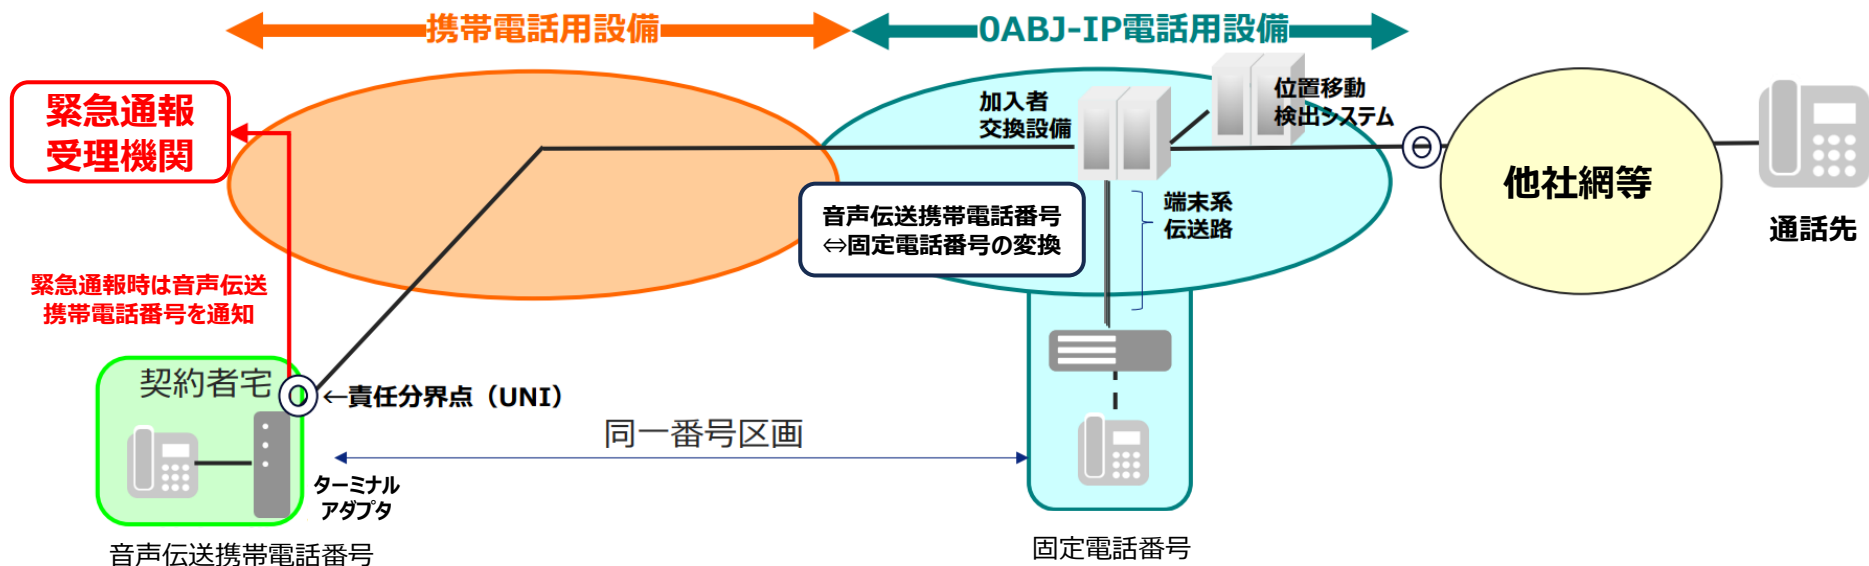 携帯電話用設備
0ABJ-IP電話用設備
緊急通報
受理機関
加入者
交換設備
位置移動
検出システム
他社網等
通話先
音声伝送携帯電話番号
⇔固定電話番号の変換
端末系
伝送路
緊急通報時は音声伝送
携帯電話番号を通知
契約者宅
←責任分界点（UNI）
同一番号区画
ターミナル
アダプタ
音声伝送携帯電話番号
固定電話番号